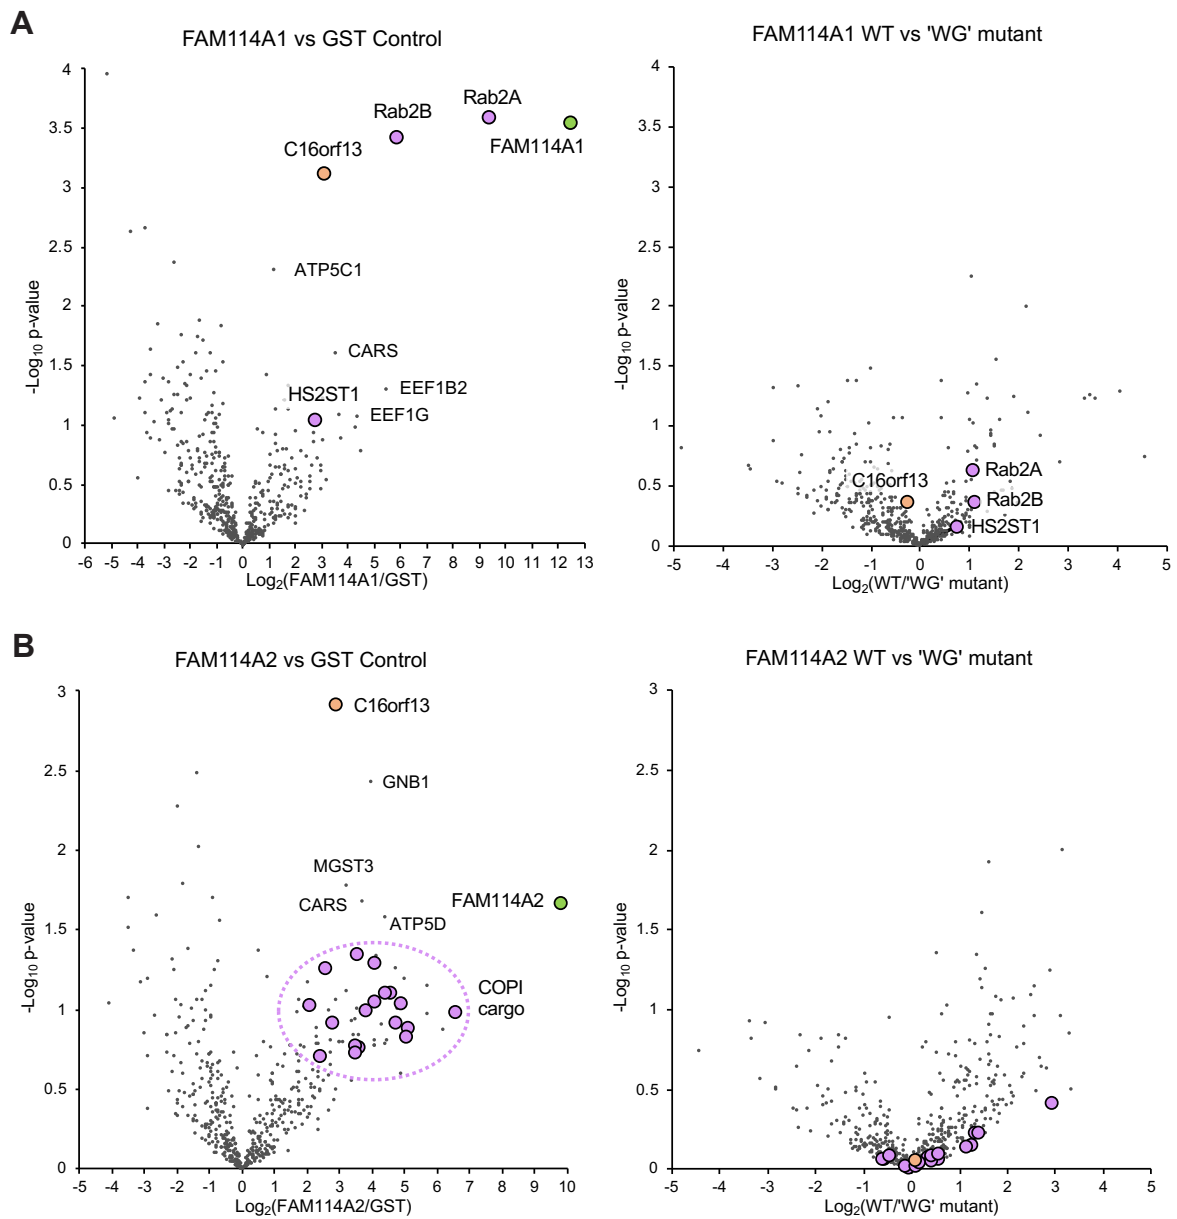 A
FAM114A1 vs GST Control
4
3.5
3
2.5
2
1.5
1
0.5
0
-Log10 p-value
Rab2B
Rab2A
FAM114A1
C16orf13
ATP5C1
CARS
HS2ST1
EEF1B2
EEF1G
-6 -5 -4 -3 -2 -1 0 1 2 3 4 5 6 7 8 9 10 11 12 13
Log2(FAM114A1/GST)
FAM114A1 WT vs 'WG' mutant
4
3.5
3
2.5
2
1.5
1
0.5
0
-Log10 p-value
C16orf13
Rab2A
Rab2B
HS2ST1
-5 -4 -3 -2 -1 0 1 2 3 4 5
Log2(WT/'WG' mutant)
B
FAM114A2 vs GST Control
3
2.5
2
1.5
1
0.5
0
-Log10 p-value
C16orf13
GNB1
MGST3
CARS
FAM114A2
ATP5D
COPI
cargo
-5 -4 -3 -2 -1 0 1 2 3 4 5 6 7 8 9 10
Log2(FAM114A2/GST)
FAM114A2 WT vs 'WG' mutant
3
2.5
2
1.5
1
0.5
0
-Log10 p-value
-5 -4 -3 -2 -1 0 1 2 3 4 5
Log2(WT/'WG' mutant)